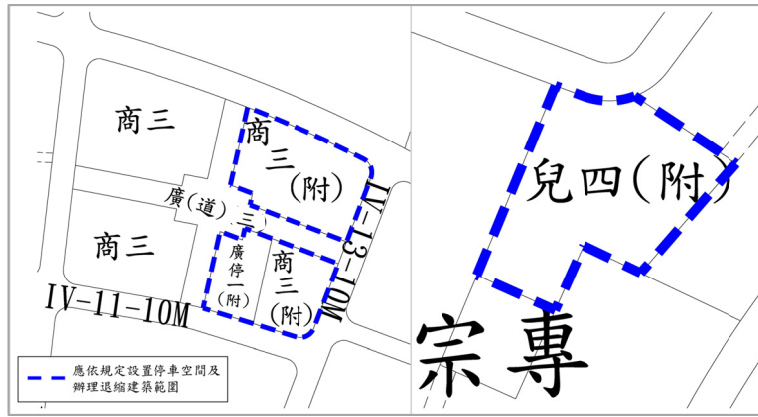 商三
商三(附)
廣(道)三
商三
廣停一(附)
商三(附)
IV-13-10M
IV-11-10M
應依規定設置停車空間及
辦理退縮建築範圍
兒四(附)
宗專